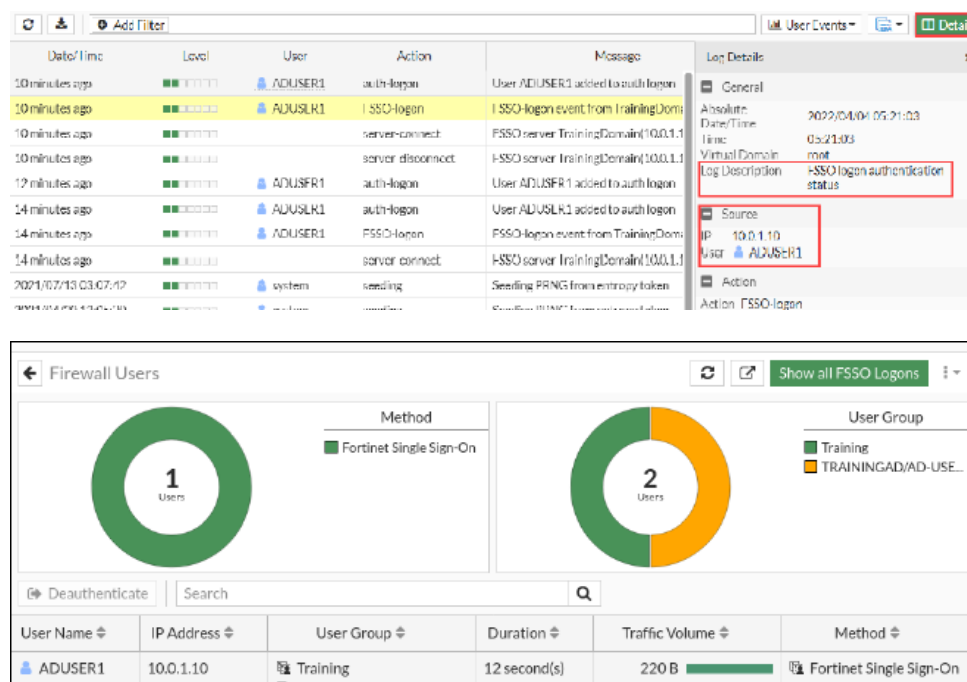 Add Filter User Events Detai
Date/Time Level User Action Message Log Details
10 minutes ago ADUSER1 auth-logon User ADUSER1 added to auth logon General
10 minutes ago ADUSER1 FSSO-logon FSSO-logon event from TrainingDoma Absolute Date/Time 2022/04/04 05:21:03
10 minutes ago server-connect FSSO server TrainingDomain(10.0.1.1 Time 05:21:03
10 minutes ago server disconnect FSSO server TrainingDomain(10.0.1.1 Virtual Domain root
12 minutes ago ADUSER1 auth-logon User ADUSER1 added to auth logon Log Description FSSO logon authentication status
14 minutes ago ADUSER1 auth-logon User ADUSER1 added to auth logon Source
14 minutes ago ADUSER1 FSSO-logon FSSO-logon event from TrainingDoma IP 10.0.1.10
14 minutes ago server connect FSSO server TrainingDomain(10.0.1.1 User ADUSER1
2021/07/13 03:07:42 system seeding Seeding PRNG from entropy token Action
Action FSSO-logon
Firewall Users Show all FSSO Logons
Method User Group
Fortinet Single Sign-On Training
TRAININGAD/AD-USE...
1 2
Users Users
Deauthenticate Search
User Name IP Address User Group Duration Traffic Volume Method
ADUSER1 10.0.1.10 Training 12 second(s) 220 B Fortinet Single Sign-On